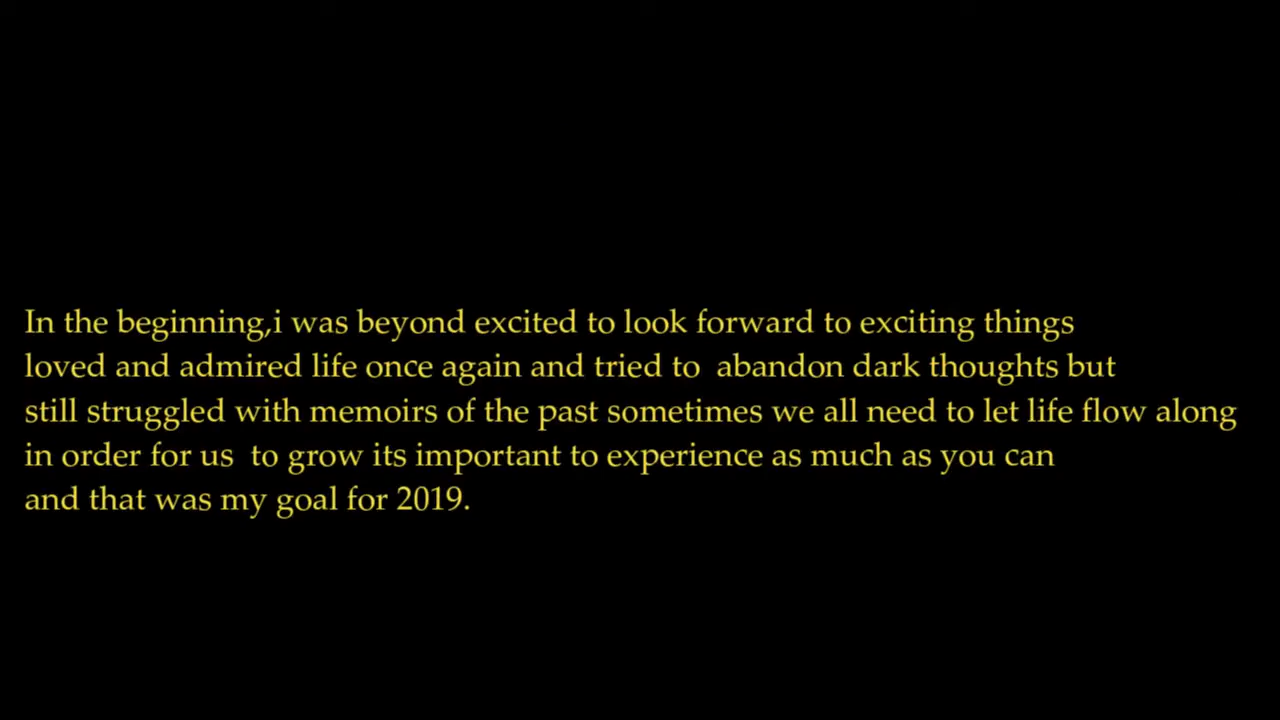 In the beginning,i was beyond excited to look forward to exciting things
loved and admired life once again and tried to  abandon dark thoughts but
still struggled with memoirs of the past sometimes we all need to let life flow along
in order for us  to grow its important to experience as much as you can
and that was my goal for 2019.